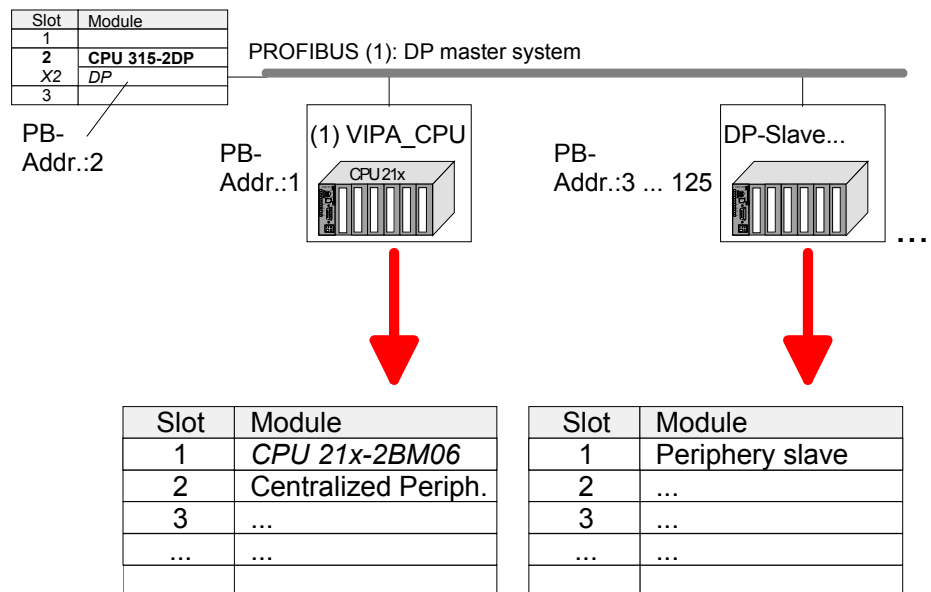 Slot Module
1
2 CPU 315-2DP
X2 DP
3
PROFIBUS (1): DP master system
PB-
Addr.:2
(1) VIPA_CPU
PB-
Addr.:1
CPU 21x
DP-Slave...
PB-
Addr.:3 ... 125
...
Slot Module
1 CPU 21x-2BM06
2 Centralized Periph.
3 ...
... ...
Slot Module
1 Periphery slave
2 ...
3 ...
... ...